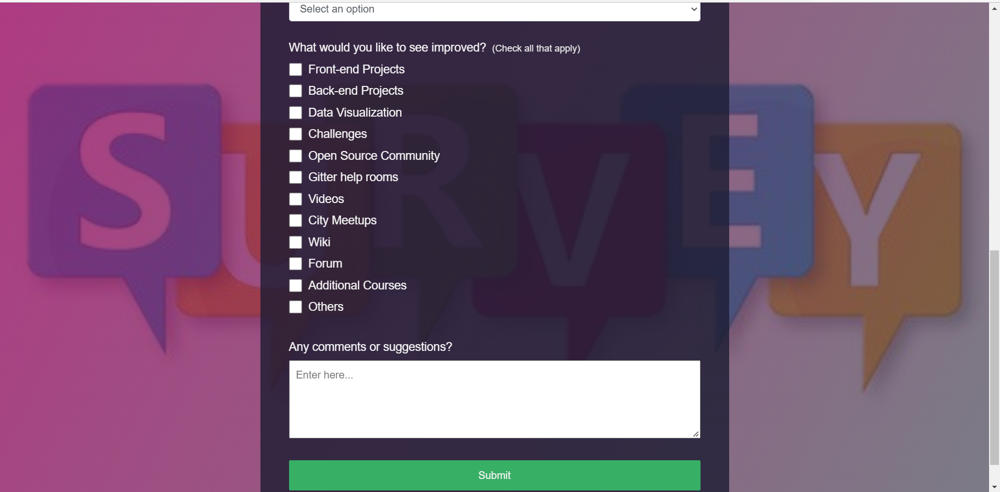 Select an option
What would you like to see improved? (Check all that apply)
Front-end Projects
Back-end Projects
Data Visualization
Challenges
Open Source Community
Gitter help rooms
Videos
City Meetups
Wiki
Forum
Additional Courses
Others
SURVEY
Any comments or suggestions?
Enter here...
Submit